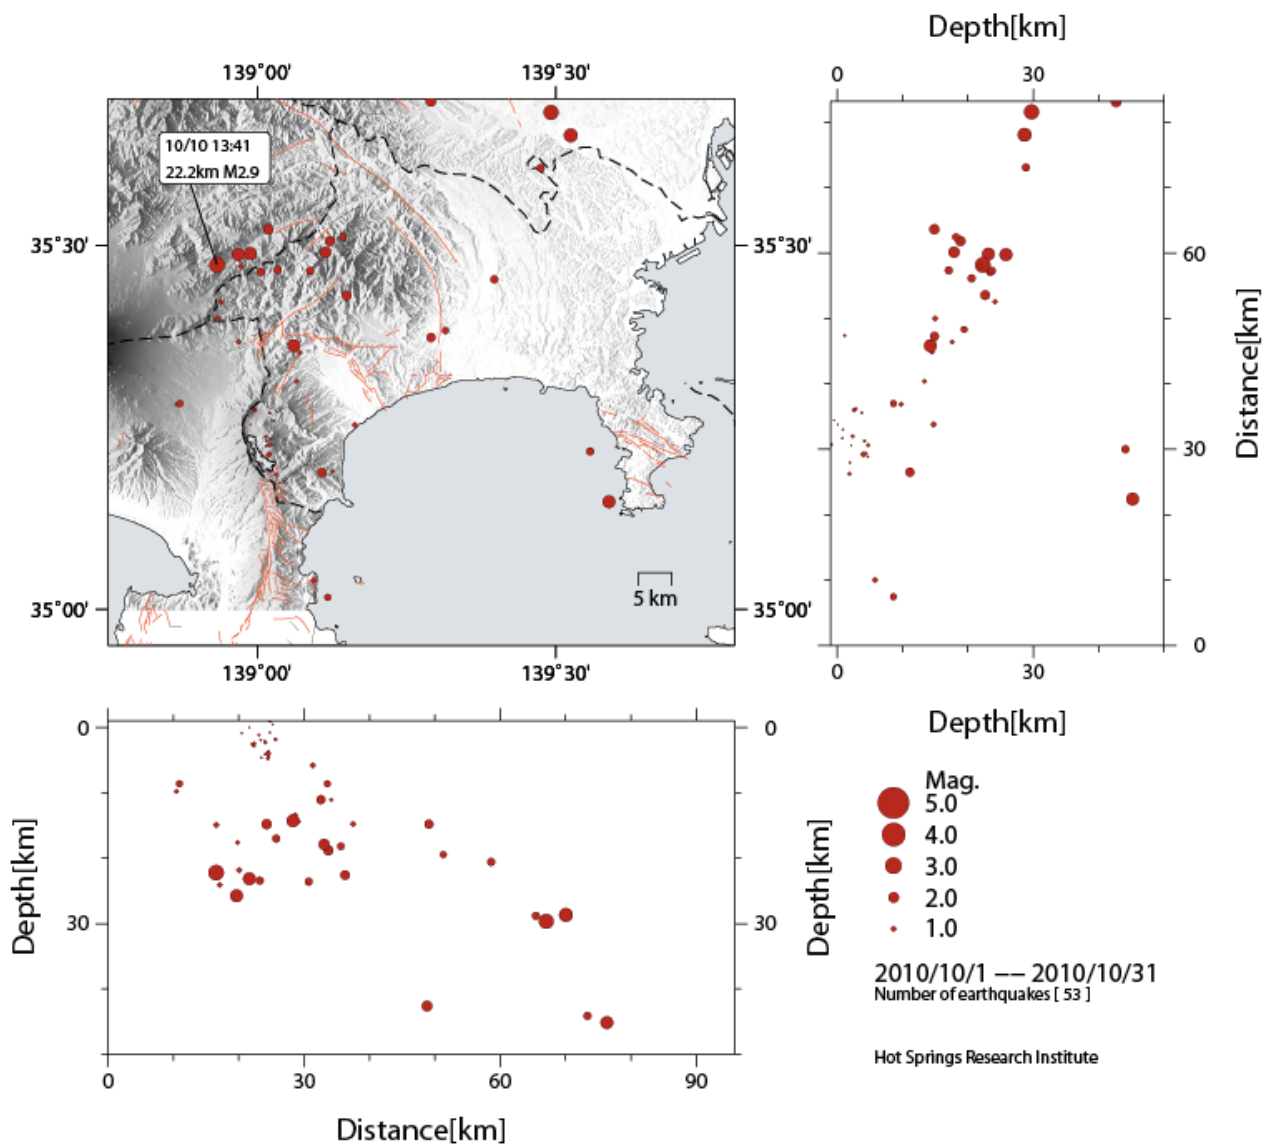 Depth[km]
139°00'
139°30'
0
30
10/10 13:41
22.2km M2.9
35°30'
35°30'
60
30
0
Distance[km]
5 km
35°00'
35°00'
139°00'
139°30'
0
30
Depth[km]
0
30
Depth[km]
0
30
Depth[km]
0
30
60
90
Distance[km]
Mag.
5.0
4.0
3.0
2.0
1.0
2010/10/1 −− 2010/10/31
Number of earthquakes [ 53 ]
Hot Springs Research Institute